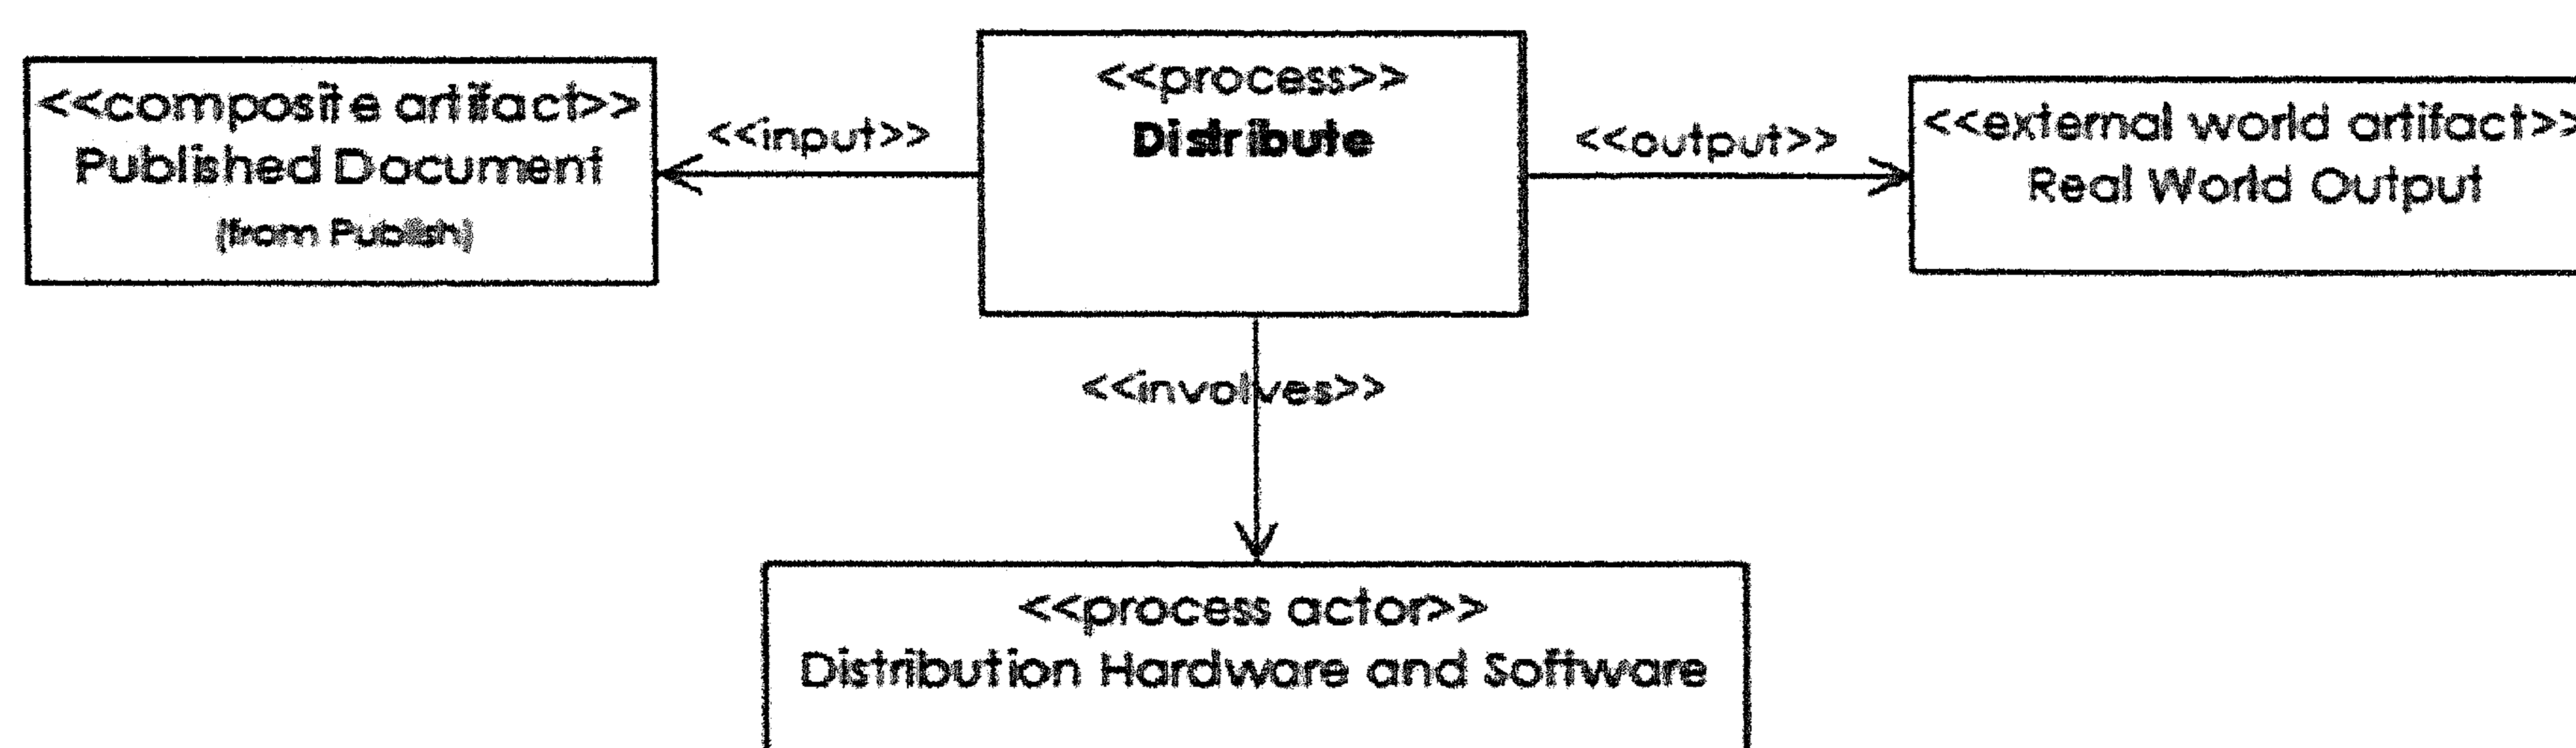 <<composite artifact>>
Published Document
(from Publish)
<<input>>
<<process>>
Distribute
<<output>>
<<external world artifact>>
Real World Output
<<involves>>
<<process actor>>
Distribution Hardware and Software